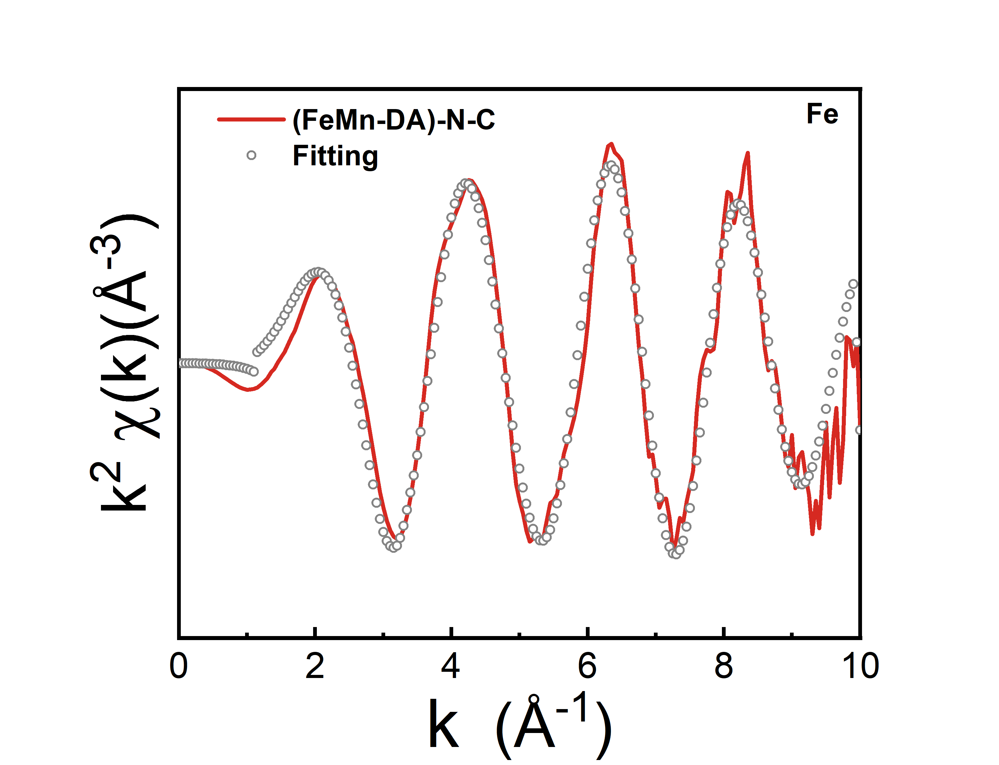 (FeMn-DA)-N-C
Fe
Fitting
k² χ(k)(Å⁻³)
0 2 4 6 8 10
k (Å⁻¹)